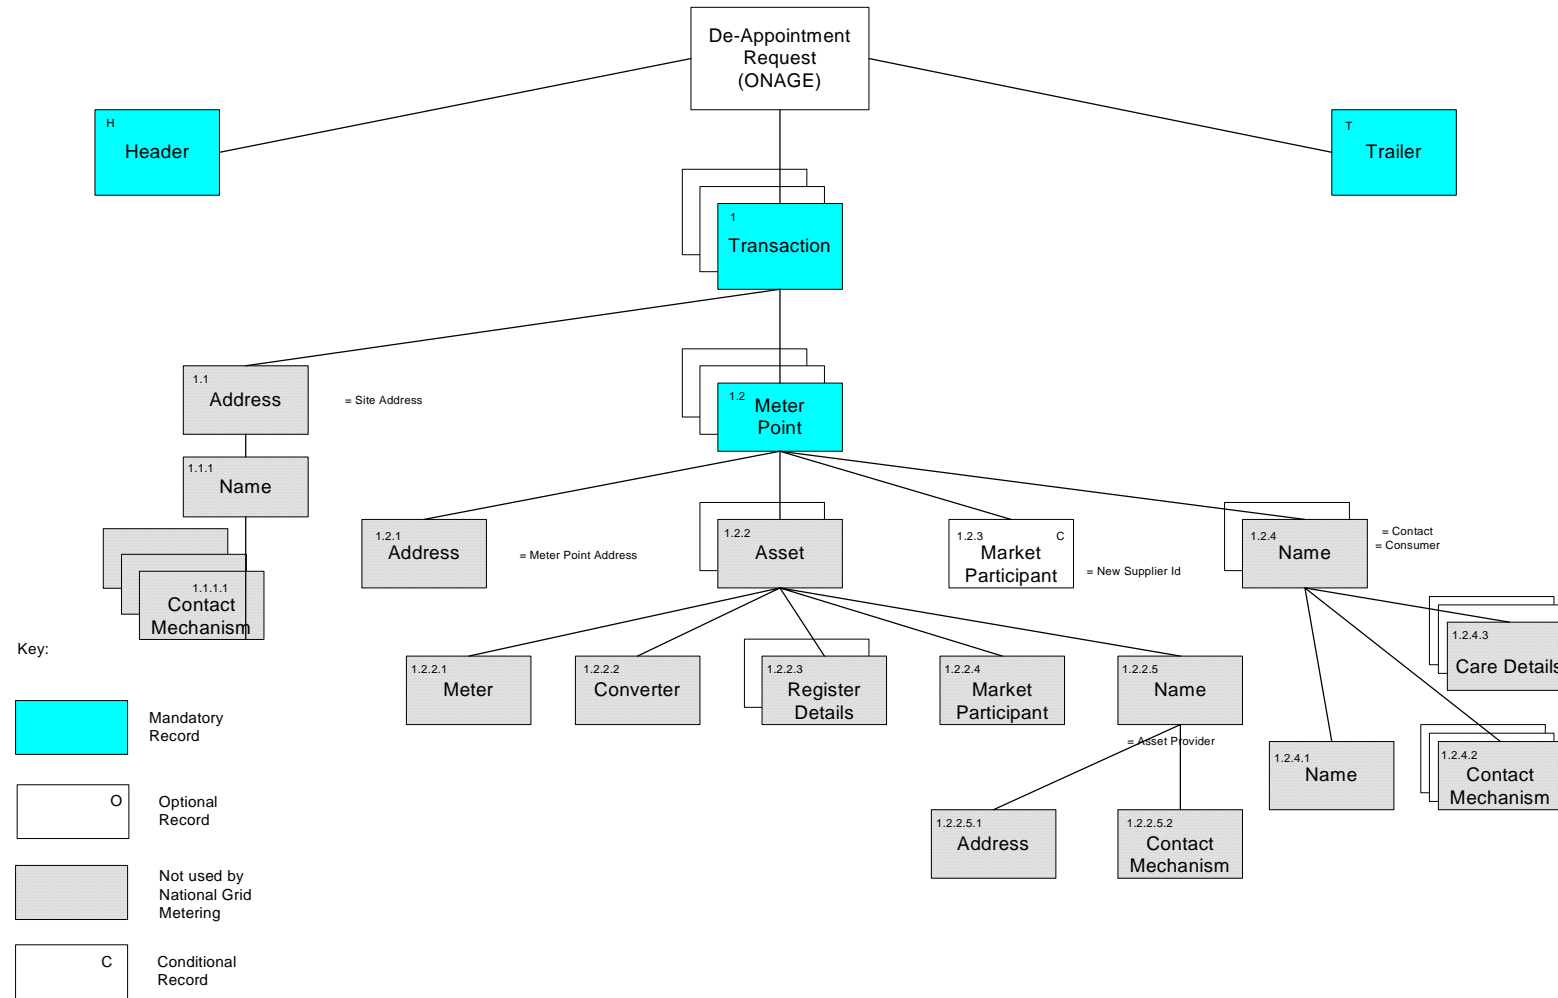 De-Appointment
Request
(ONAGE)
H
Header
T
Trailer
1
Transaction
1.1
Address
= Site Address
1.2
Meter
Point
1.1.1
Name
1.1.1.1
Contact
Mechanism
1.2.1
Address
= Meter Point Address
1.2.2
Asset
1.2.3
C
Market
Participant
= New Supplier Id
1.2.4
Name
= Contact
= Consumer
1.2.4.3
Care Details
1.2.2.1
Meter
1.2.2.2
Converter
1.2.2.3
Register
Details
1.2.2.4
Market
Participant
1.2.2.5
Name
= Asset Provider
1.2.4.1
Name
1.2.4.2
Contact
Mechanism
1.2.2.5.1
Address
1.2.2.5.2
Contact
Mechanism
Key:
Mandatory
Record
O
Optional
Record
Not used by
National Grid
Metering
C
Conditional
Record